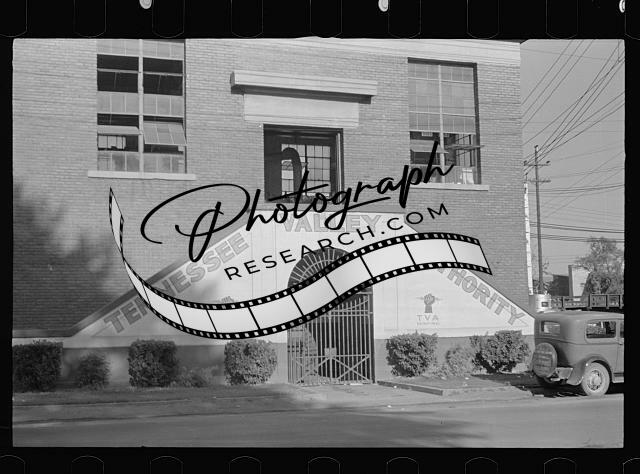 TENNESSEE VALLEY AUTHORITY
TVA
Photograph
RESEARCH.COM